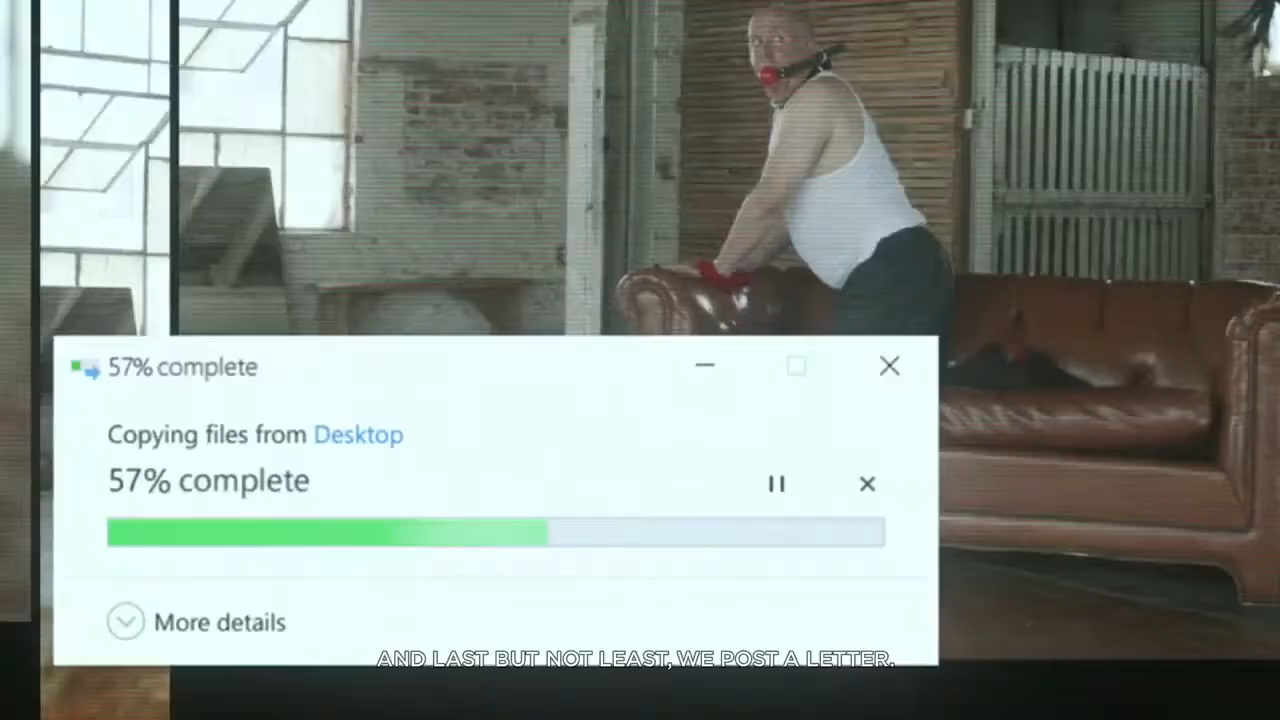 57% complete
Copying files from Desktop
57% complete
More details
AND LAST BUT NOT LEAST, WE POST A LETTER.